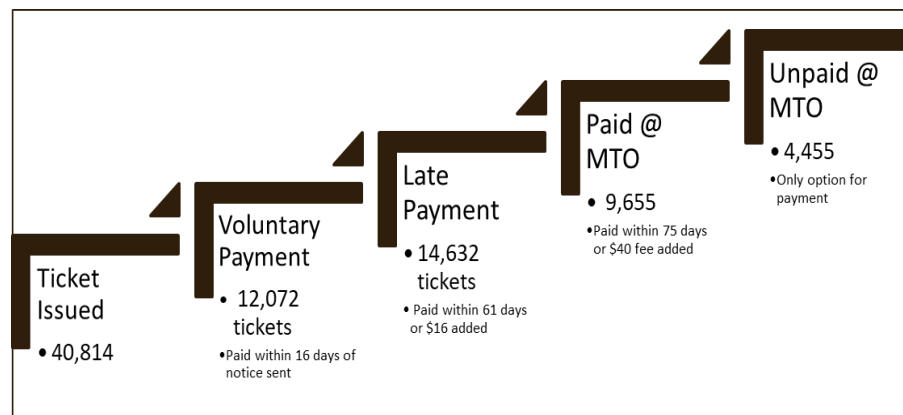 Ticket
Issued
• 40,814
Voluntary
Payment
• 12,072
tickets
•Paid within 16 days of
notice sent
Late
Payment
• 14,632
tickets
• Paid within 61 days
or $16 added
Paid @
MTO
• 9,655
•Paid within 75 days
or $40 fee added
Unpaid @
MTO
• 4,455
•Only option for
payment